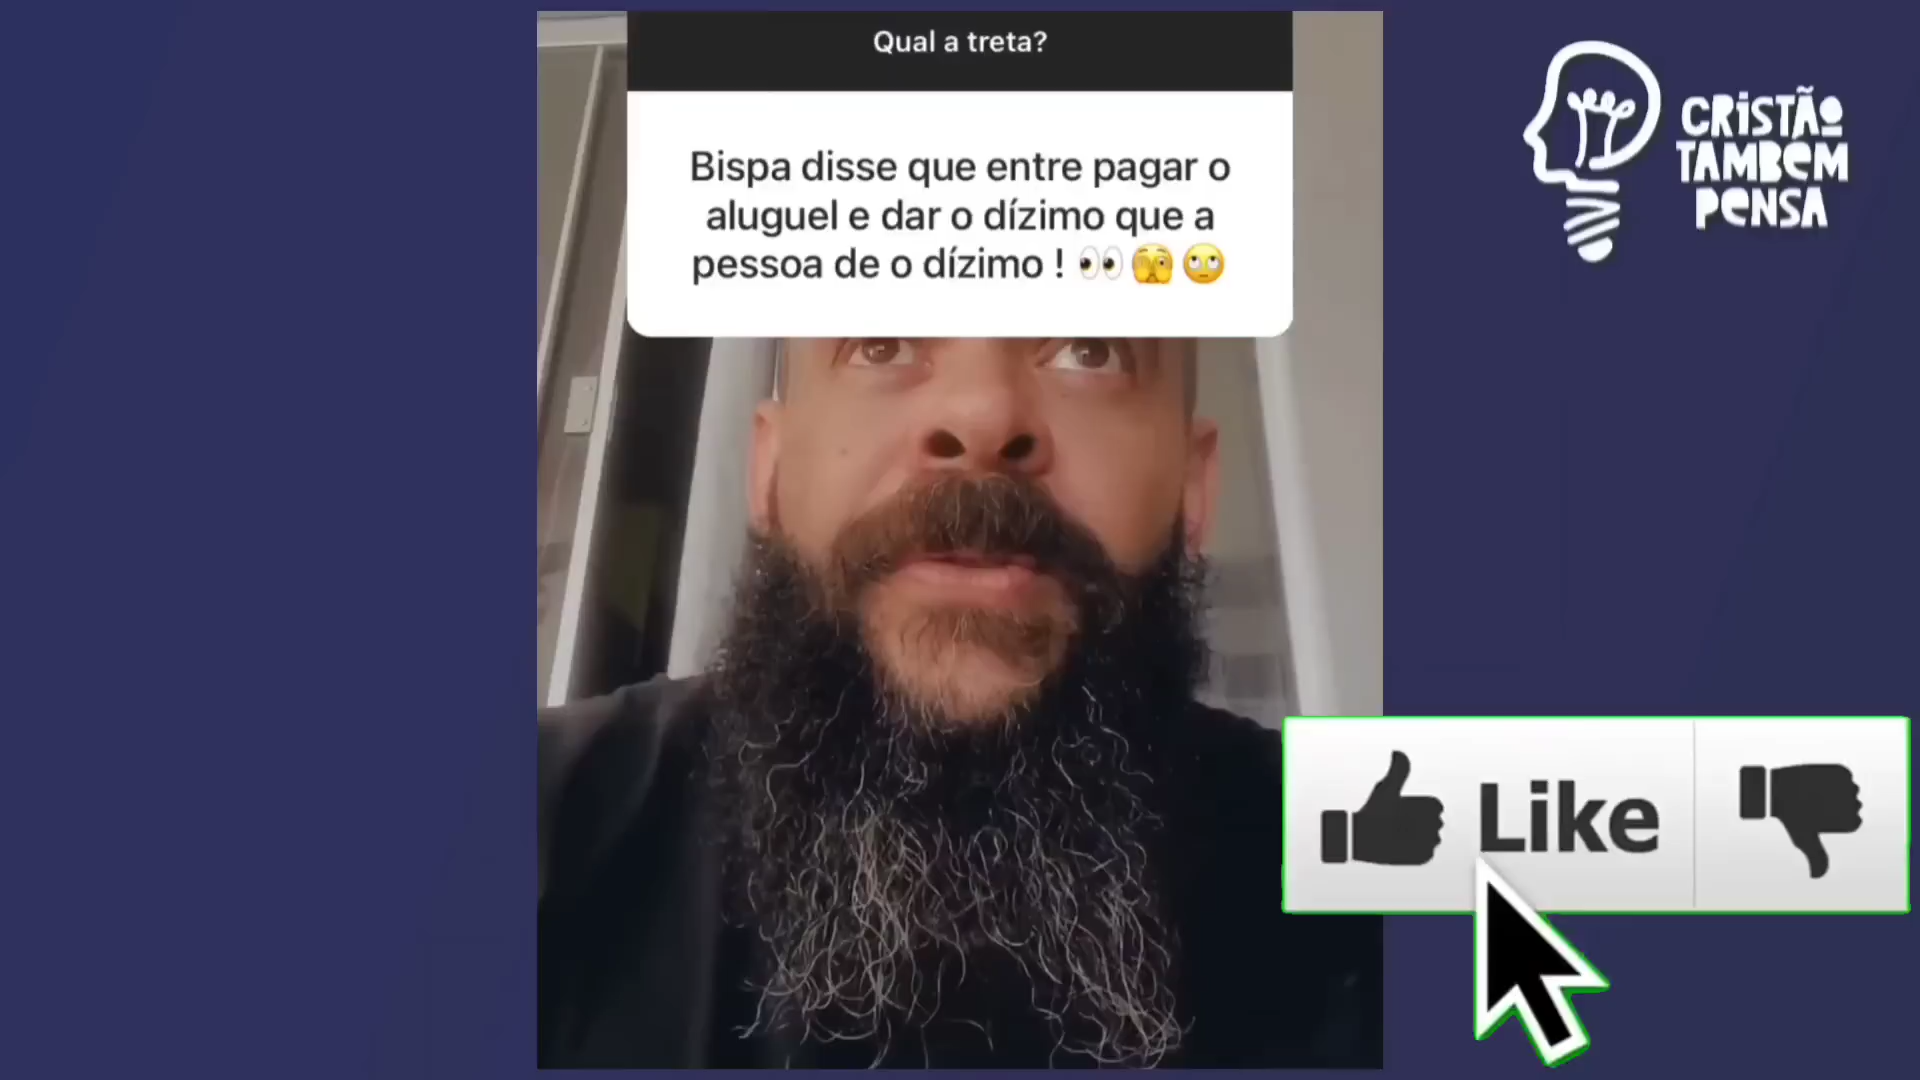 Qual a treta?
Bispa disse que entre pagar o
aluguel e dar o dízimo que a
pessoa de o dízimo ! 👀🫣🙄
CRISTÃO
TAMBÉM
PENSA
Like